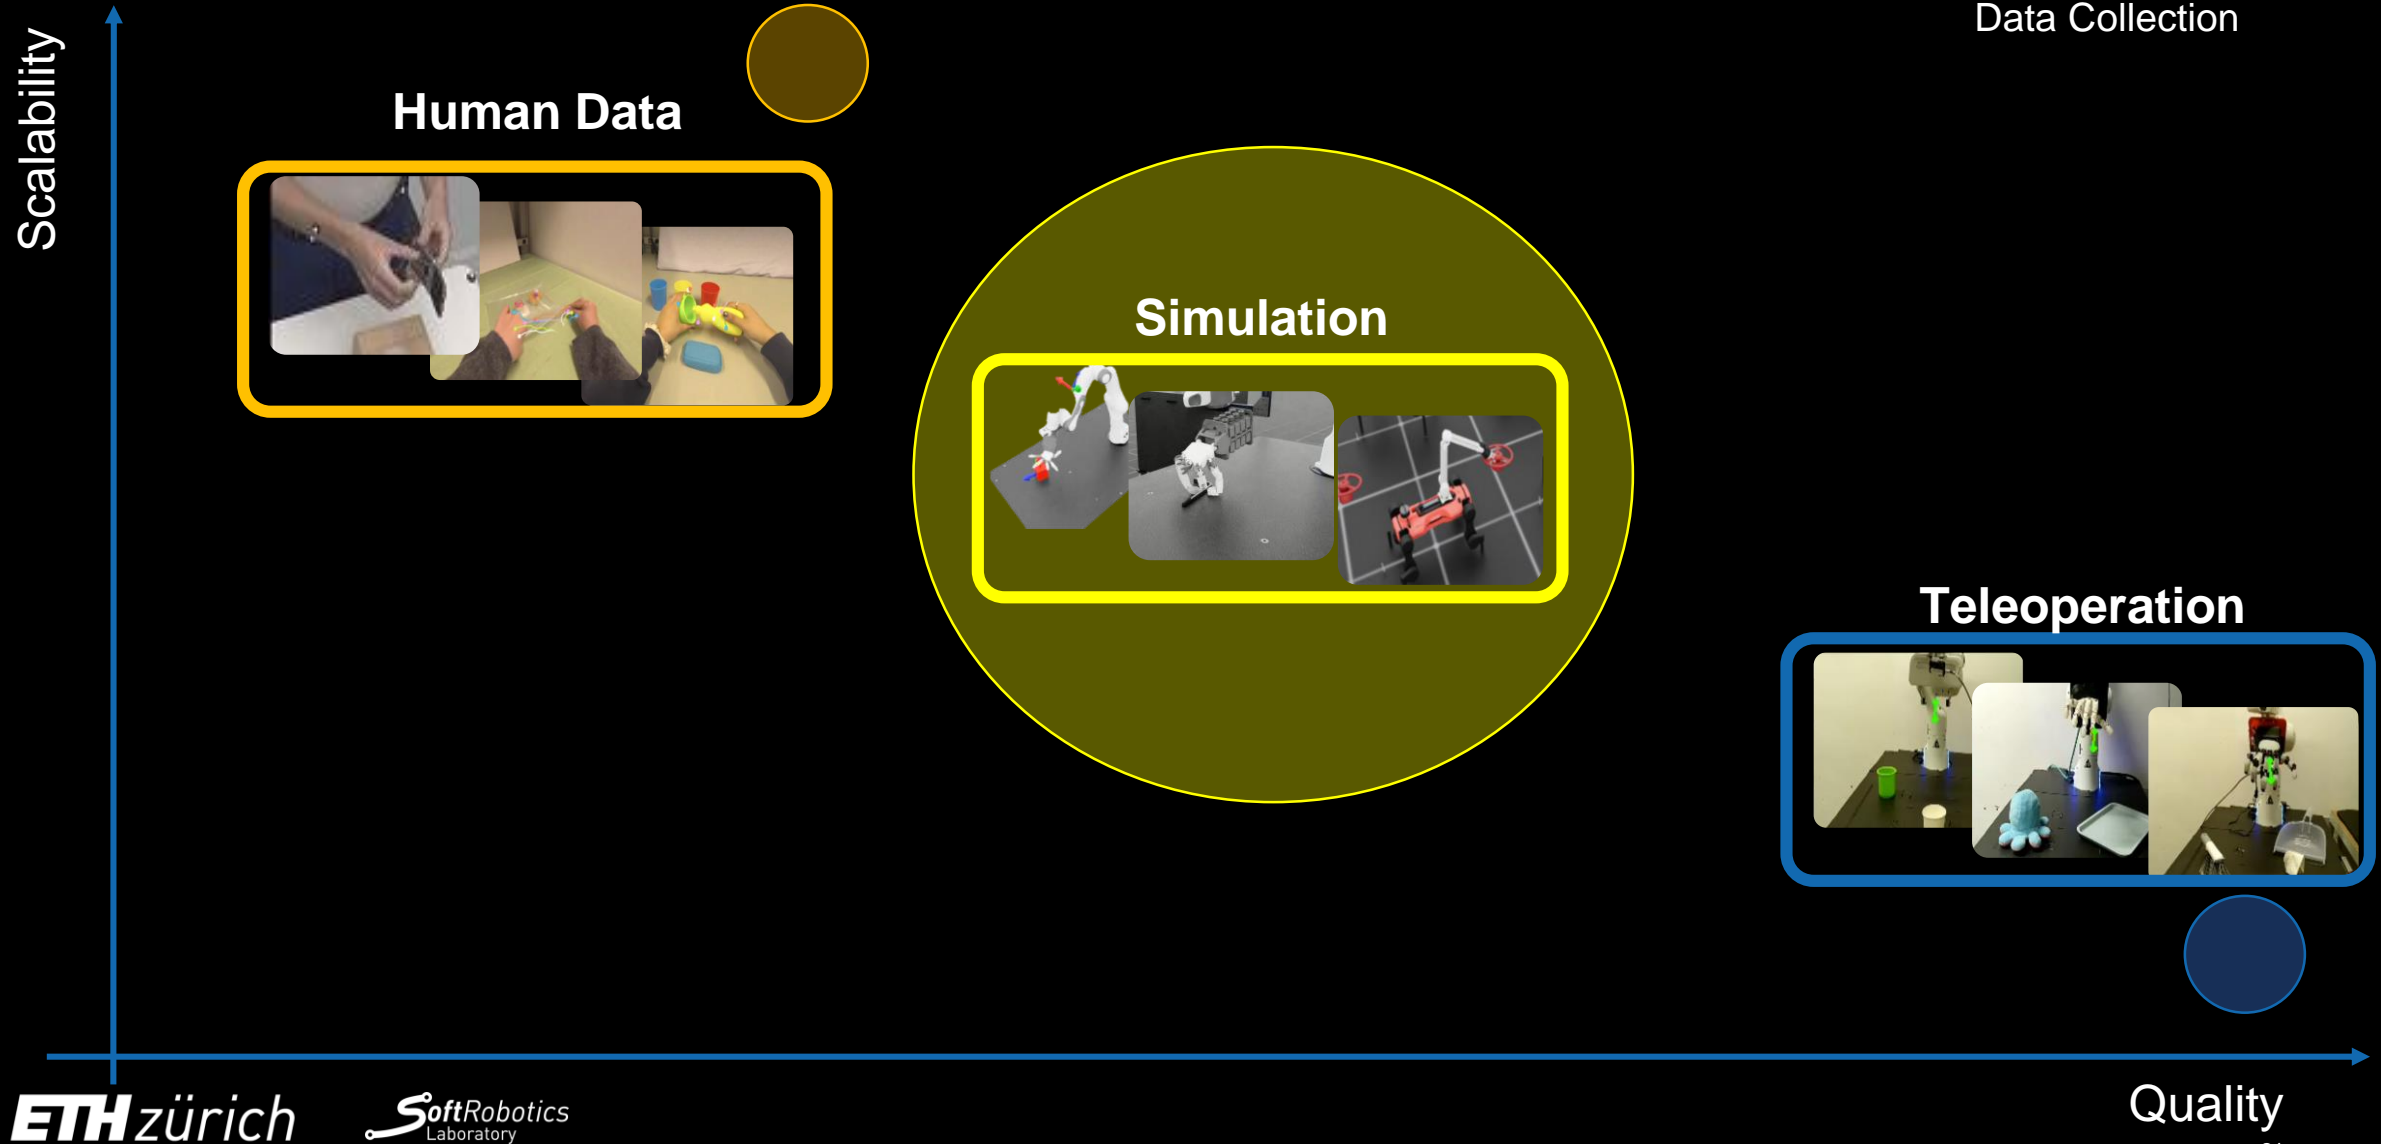 Data Collection
Scalability
Human Data
Simulation
Teleoperation
Quality
ETH zürich
SoftRobotics
Laboratory